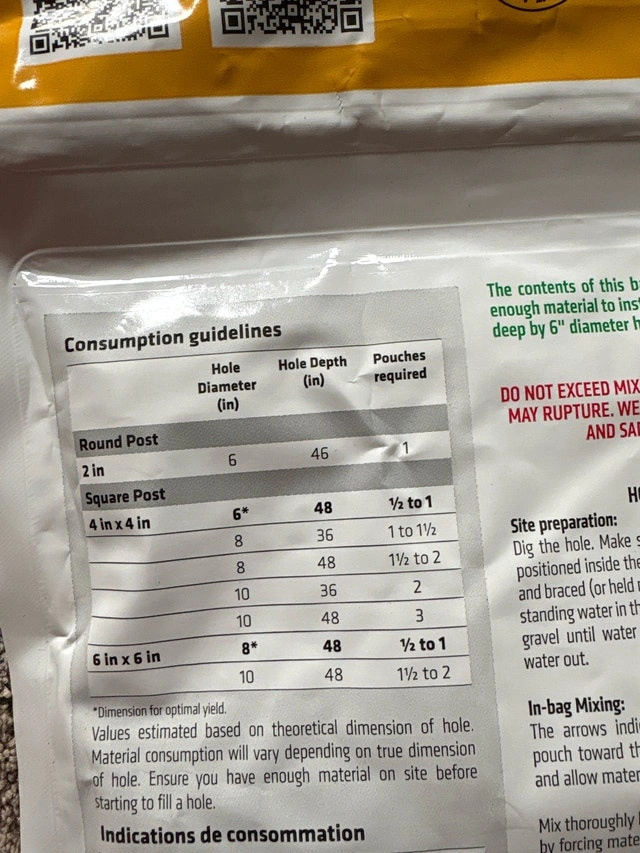 Consumption guidelines
Hole Diameter (in) Hole Depth (in) Pouches required
Round Post
2 in 6 46 1
Square Post
4 in x 4 in 6* 48 ½ to 1
8 36 1 to 1½
8 48 1½ to 2
10 36 2
10 48 3
6 in x 6 in 8* 48 ½ to 1
10 48 1½ to 2
*Dimension for optimal yield.
Values estimated based on theoretical dimension of hole.
Material consumption will vary depending on true dimension
of hole. Ensure you have enough material on site before
starting to fill a hole.
Indications de consommation
The contents of this
enough material to
deep by 6" diameter
DO NOT EXCEED
MAY RUPTURE.
AND
Site preparation:
Dig the hole. Make
positioned inside the
and braced (or held
standing water in
gravel until water
water out.
In-bag Mixing:
The arrows
pouch toward
and allow
Mix thoroughly
by forcing